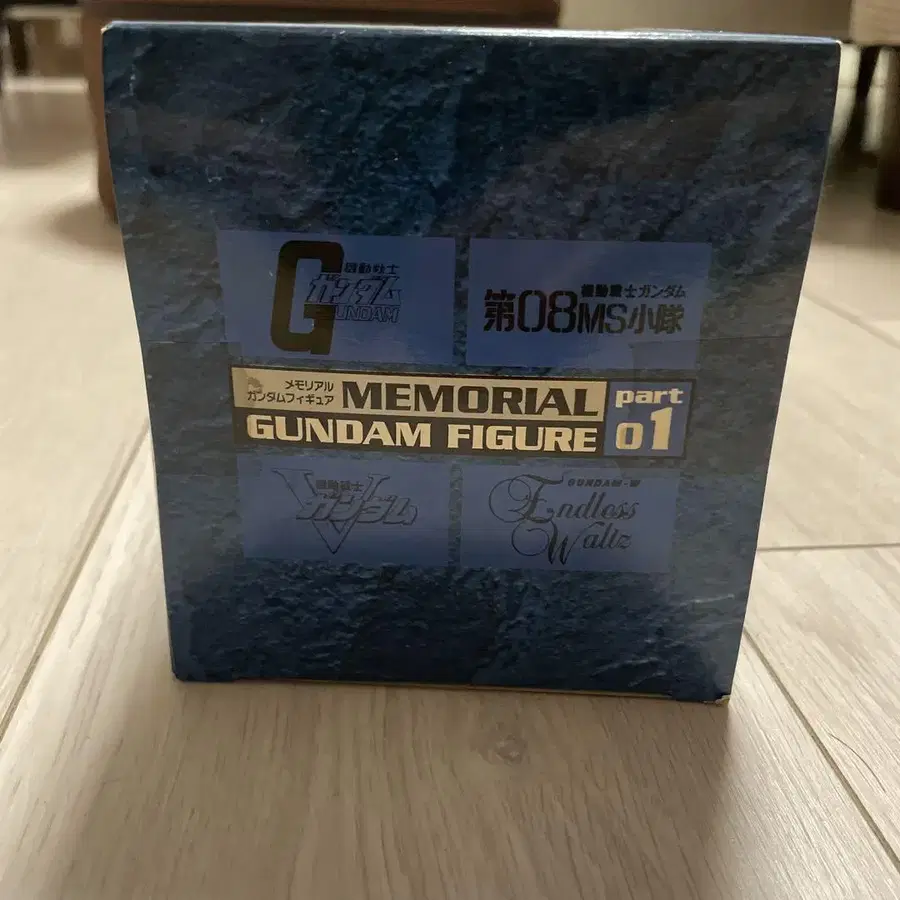 G
機動戦士
ガンダム
GUNDAM
機動戦士ガンダム
第08MS小隊
メモリアル
ガンダムフィギュア
MEMORIAL
GUNDAM FIGURE
part
01
V
機動戦士
ガンダム
GUNDAM-W
Endless
Waltz